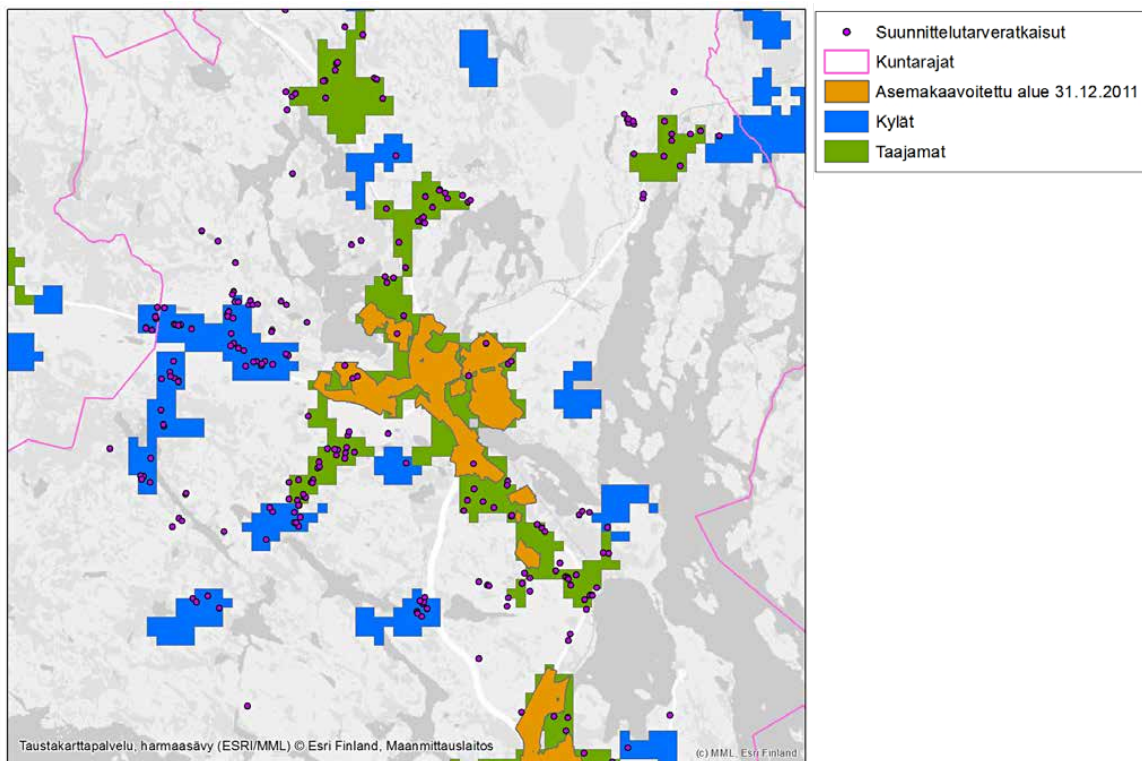 Suunnittelutarveratkaisut
Kuntarajat
Asemakaavoitettu alue 31.12.2011
Kylät
Taajamat
Taustakarttapalvelu, harmaasävy (ESRI/MML) © Esri Finland, Maanmittauslaitos
(c) MML, Esri Finland